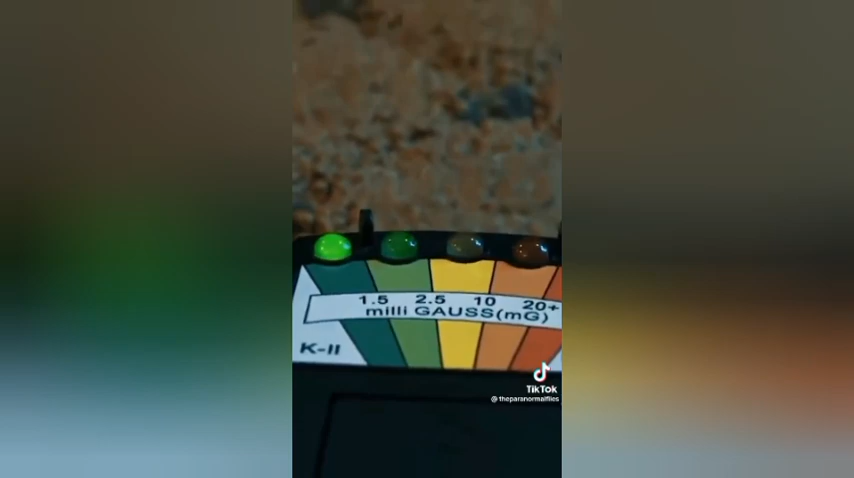 1.5 2.5 10 20+
milli GAUSS(mG)
K-II
TikTok
@theparanormalfiles